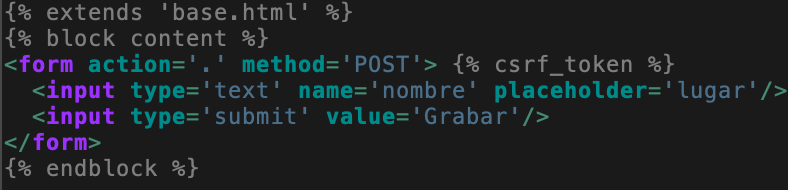 {% extends 'base.html' %}
{% block content %}
<form action='.' method='POST'> {% csrf_token %}
  <input type='text' name='nombre' placeholder='lugar'/>
  <input type='submit' value='Grabar'/>
</form>
{% endblock %}